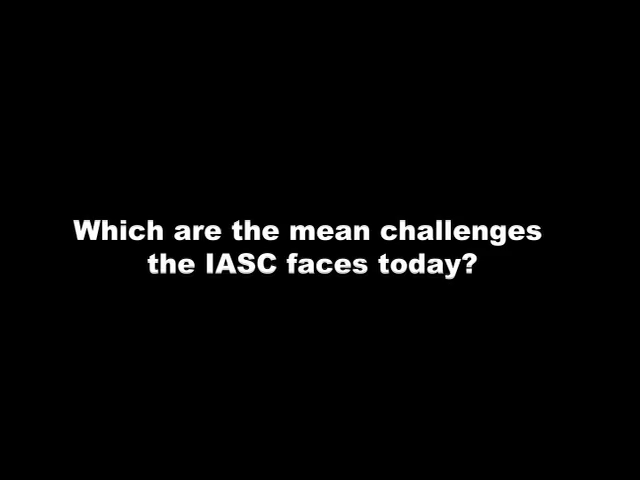 Which are the mean challenges
the IASC faces today?